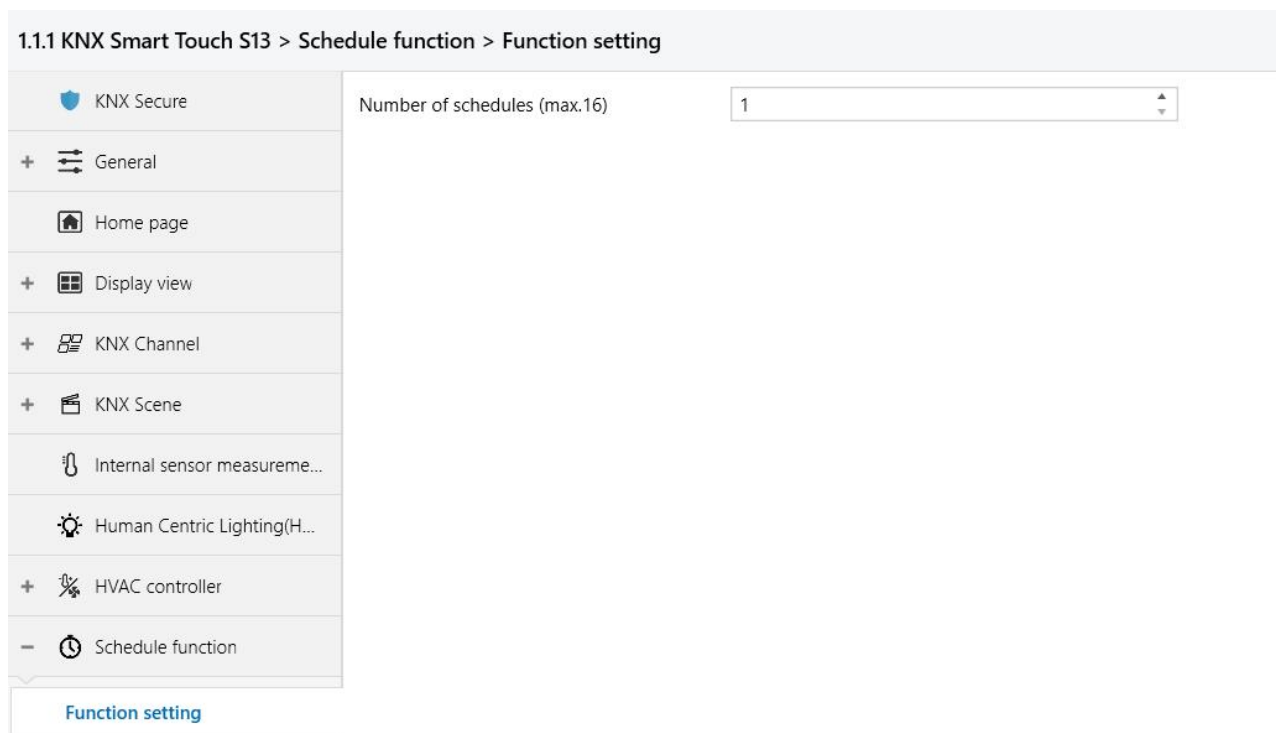 1.1.1 KNX Smart Touch S13 > Schedule function > Function setting
KNX Secure
Number of schedules (max.16)
1
General
Home page
Display view
KNX Channel
KNX Scene
Internal sensor measureme...
Human Centric Lighting(H...
HVAC controller
Schedule function
Function setting